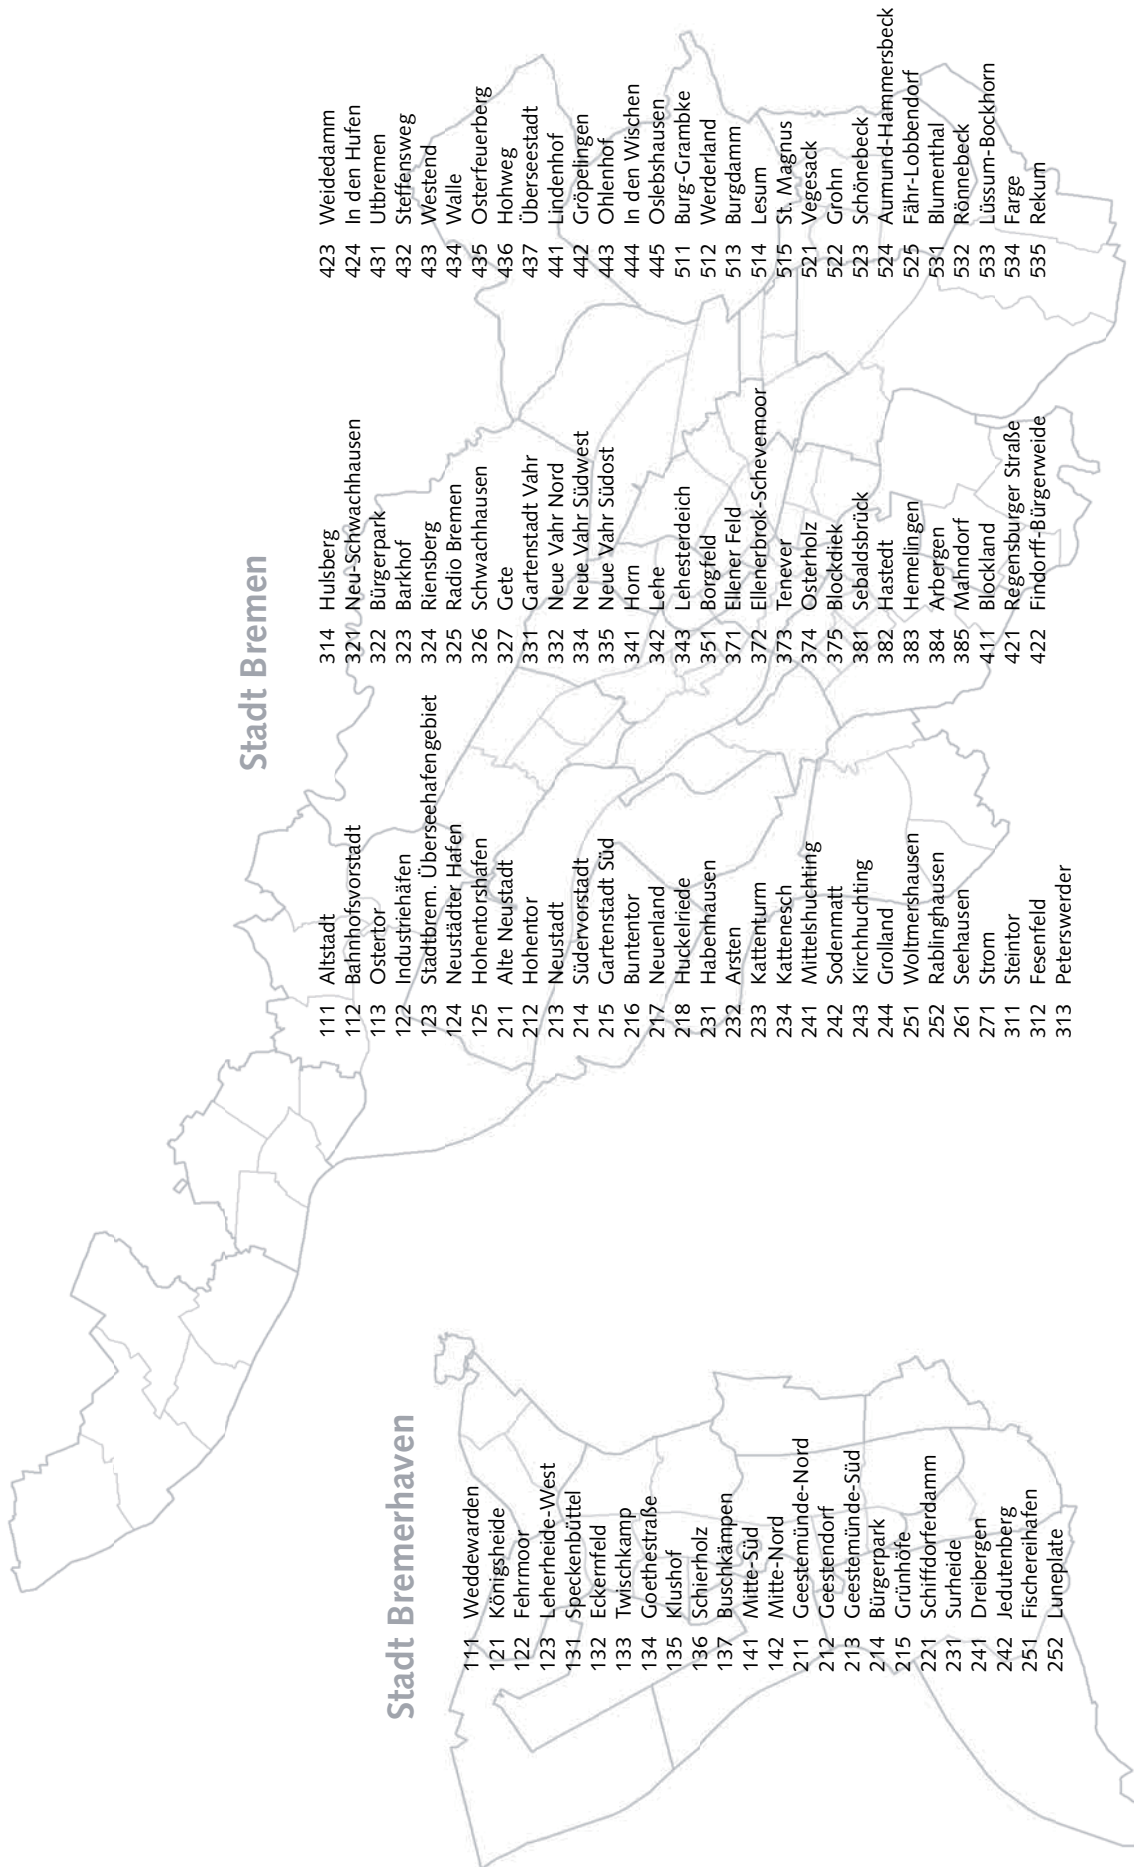 Stadt Bremen
111 Altstadt
112 Bahnhofsvorstadt
113 Ostertor
122 Industriehäfen
123 Stadtbrem. Überseehafengebiet
124 Neustädter Hafen
125 Hohentorshafen
211 Alte Neustadt
212 Hohentor
213 Neustadt
214 Südervorstadt
215 Gartenstadt Süd
216 Buntentor
217 Neuenland
218 Huckelriede
231 Habenhausen
232 Arsten
233 Kattenturm
234 Kattenesch
241 Mittelshuchting
242 Sodenmatt
243 Kirchhuchting
244 Grolland
251 Woltmershausen
252 Rablinghausen
261 Seehausen
271 Strom
311 Steintor
312 Fesenfeld
313 Peterswerder
314 Hulsberg
321 Neu-Schwachhausen
322 Bürgerpark
323 Barkhof
324 Riensberg
325 Radio Bremen
326 Schwachhausen
327 Gete
331 Gartenstadt Vahr
332 Neue Vahr Nord
334 Neue Vahr Südwest
335 Neue Vahr Südost
341 Horn
342 Lehe
343 Lehesterdeich
351 Borgfeld
371 Ellener Feld
372 Ellenerbrok-Schevemoor
373 Tenever
374 Osterholz
375 Blockdiek
381 Sebaldsbrück
382 Hastedt
383 Hemelingen
384 Arbergen
385 Mahndorf
411 Blockland
421 Regensburger Straße
422 Findorff-Bürgerweide
423 Weidedamm
424 In den Hufen
431 Utbremen
432 Steffensweg
433 Westend
434 Walle
435 Osterfeuerberg
436 Hohweg
437 Überseestadt
441 Lindenhof
442 Gröpelingen
443 Ohlenhof
444 In den Wischen
445 Oslebshausen
511 Burg-Grambke
512 Werderland
513 Burgdamm
514 Lesum
515 St. Magnus
521 Vegesack
522 Grohn
523 Schönebeck
524 Aumund-Hammersbeck
525 Fähr-Lobbendorf
531 Blumenthal
532 Rönnebeck
533 Lüssum-Bockhorn
534 Farge
535 Rekum
Stadt Bremerhaven
111 Weddewarden
121 Königsheide
122 Fehrmoor
123 Leherheide-West
131 Speckenbüttel
132 Eckernfeld
133 Twischkamp
134 Goethestraße
135 Klushof
136 Schierholz
137 Buschkämpen
141 Mitte-Süd
142 Mitte-Nord
211 Geestemünde-Nord
212 Geestendorf
213 Geestemünde-Süd
214 Bürgerpark
215 Grünhöfe
221 Schiffdorferdamm
231 Surheide
241 Dreibergen
242 Jedutenberg
251 Fischereihafen
252 Luneplate